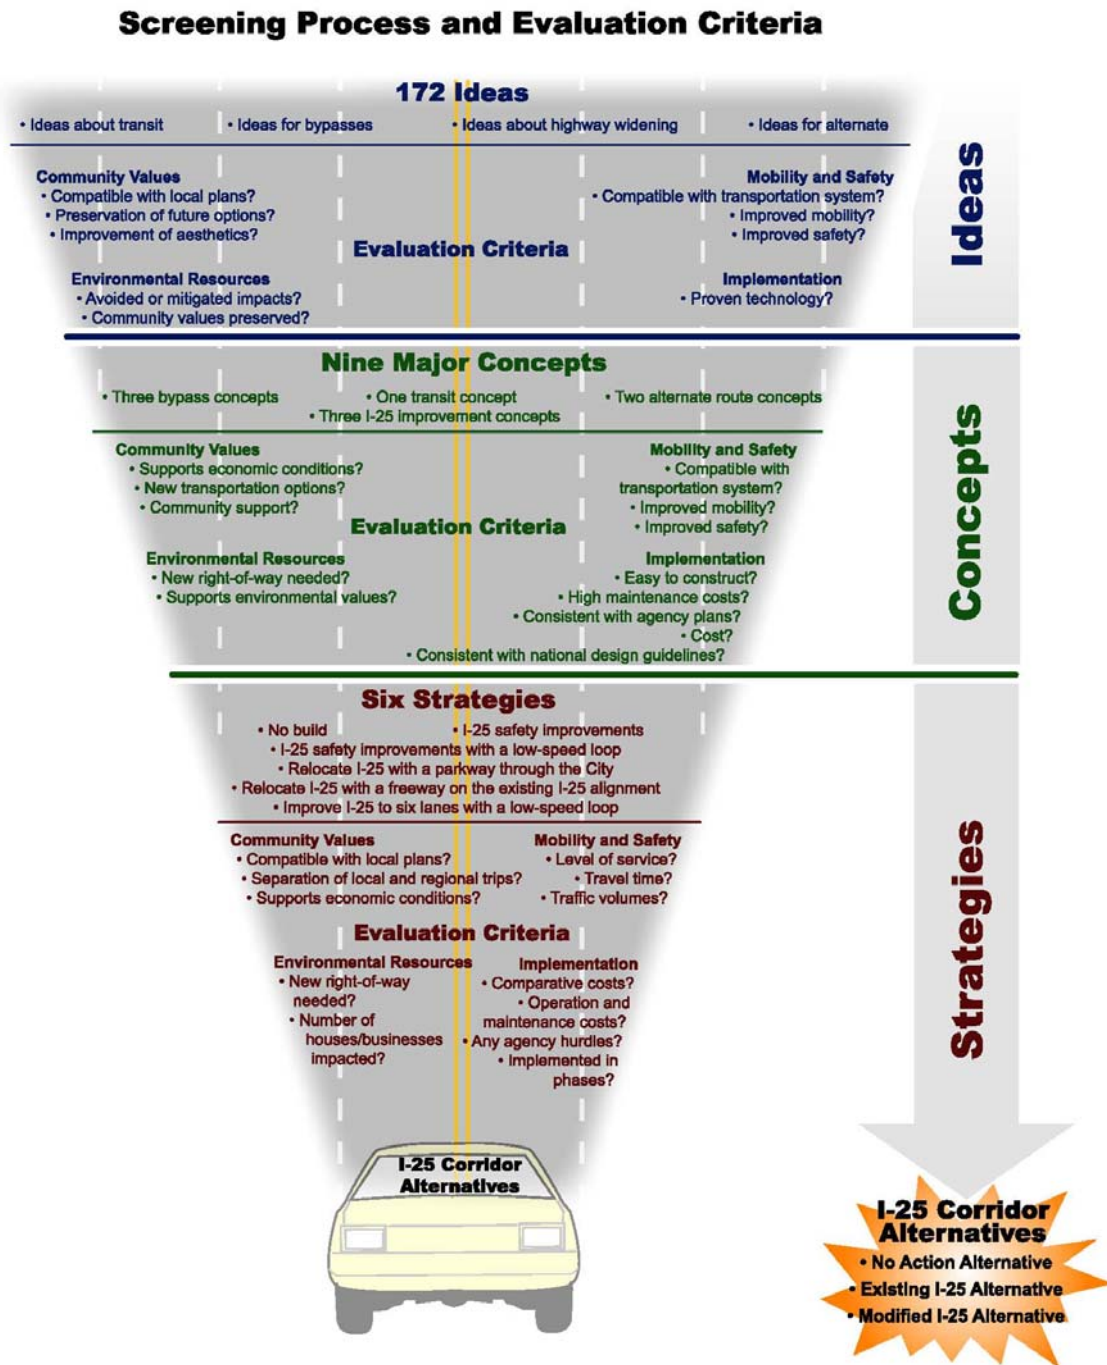 Screening Process and Evaluation Criteria
172 Ideas
• Ideas about transit
• Ideas for bypasses
• Ideas about highway widening
• Ideas for alternate
Community Values
• Compatible with local plans?
• Preservation of future options?
• Improvement of aesthetics?
Mobility and Safety
• Compatible with transportation system?
• Improved mobility?
• Improved safety?
Evaluation Criteria
Environmental Resources
• Avoided or mitigated impacts?
• Community values preserved?
Implementation
• Proven technology?
Ideas
Nine Major Concepts
• Three bypass concepts
• One transit concept
• Two alternate route concepts
• Three I-25 improvement concepts
Community Values
• Supports economic conditions?
• New transportation options?
• Community support?
Mobility and Safety
• Compatible with
transportation system?
• Improved mobility?
• Improved safety?
Evaluation Criteria
Environmental Resources
• New right-of-way needed?
• Supports environmental values?
Implementation
• Easy to construct?
• High maintenance costs?
• Consistent with agency plans?
• Cost?
• Consistent with national design guidelines?
Concepts
Six Strategies
• No build
• I-25 safety improvements
• I-25 safety improvements with a low-speed loop
• Relocate I-25 with a parkway through the City
• Relocate I-25 with a freeway on the existing I-25 alignment
• Improve I-25 to six lanes with a low-speed loop
Community Values
• Compatible with local plans?
• Separation of local and regional trips?
• Supports economic conditions?
Mobility and Safety
• Level of service?
• Travel time?
• Traffic volumes?
Evaluation Criteria
Environmental Resources
• New right-of-way
needed?
• Number of
houses/businesses
impacted?
Implementation
• Comparative costs?
• Operation and
maintenance costs?
• Any agency hurdles?
• Implemented in
phases?
Strategies
I-25 Corridor
Alternatives
I-25 Corridor
Alternatives
• No Action Alternative
• Existing I-25 Alternative
• Modified I-25 Alternative